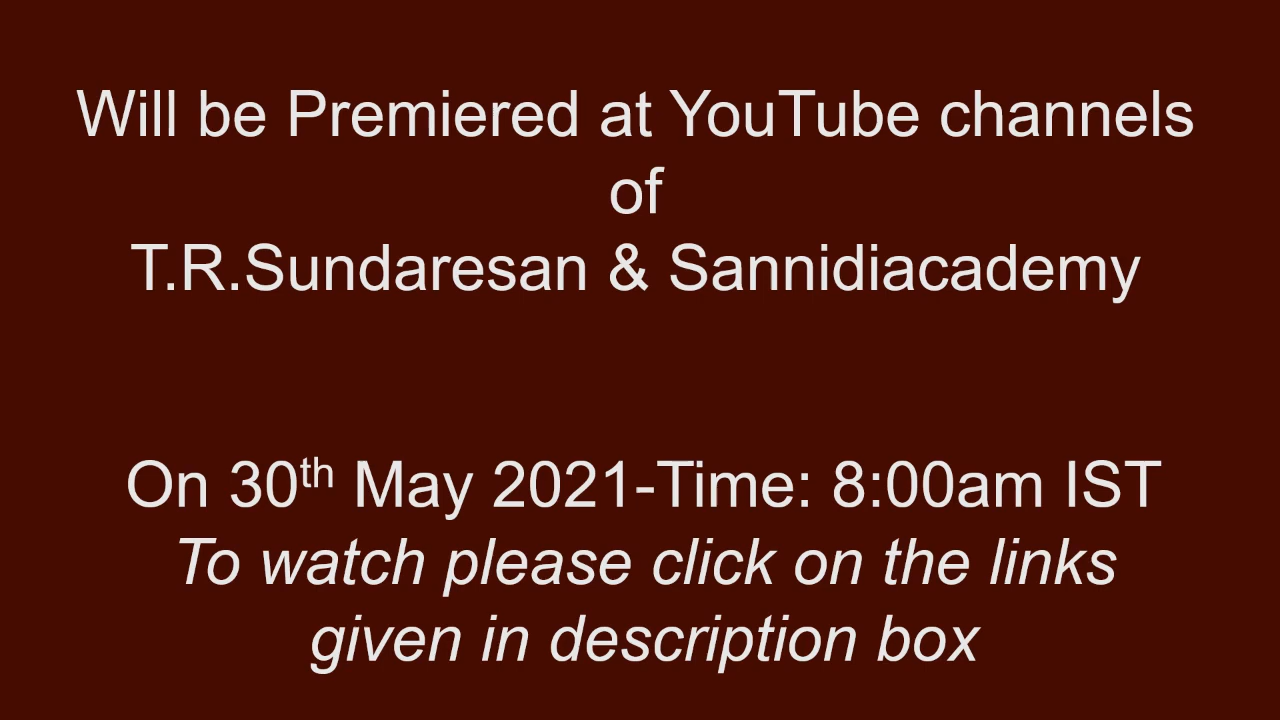 Will be Premiered at YouTube channels
of
T.R.Sundaresan & Sannidiacademy
On 30th May 2021-Time: 8:00am IST
To watch please click on the links
given in description box